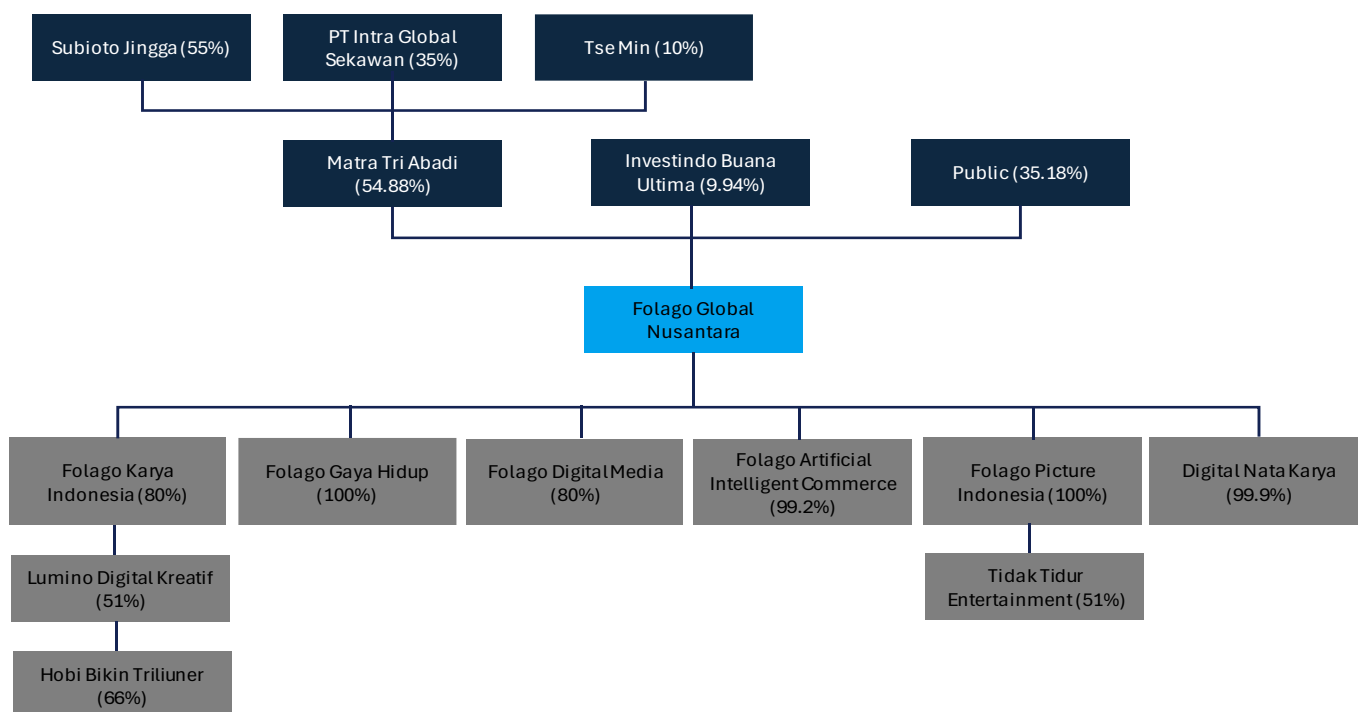 Subioto Jingga (55%)
PT Intra Global
Sekawan (35%)
Tse Min (10%)
Matra Tri Abadi
(54.88%)
Investindo Buana
Ultima (9.94%)
Public (35.18%)
Folago Global
Nusantara
Folago Karya
Indonesia (80%)
Folago Gaya Hidup
(100%)
Folago Digital Media
(80%)
Folago Artificial
Intelligent Commerce
(99.2%)
Folago Picture
Indonesia (100%)
Digital Nata Karya
(99.9%)
Lumino Digital Kreatif
(51%)
Tidak Tidur
Entertainment (51%)
Hobi Bikin Triliuner
(66%)